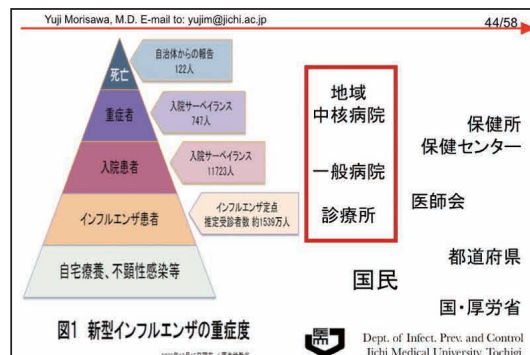 Yuji Morisawa, M.D. E-mail to: yujim@jichi.ac.jp
44/58
死亡
自治体からの報告
122人
重症者
入院サーベイランス
747人
入院患者
入院サーベイランス
11723人
インフルエンザ患者
インフルエンザ定点
推定受診者数 約1539万人
自宅療養、不顕性感染等
図1 新型インフルエンザの重症度
地域
中核病院
一般病院
診療所
国民
保健所
保健センター
医師会
都道府県
国・厚労省
Dept. of Infect. Prev. and Control
Jichi Medical University, Tochigi